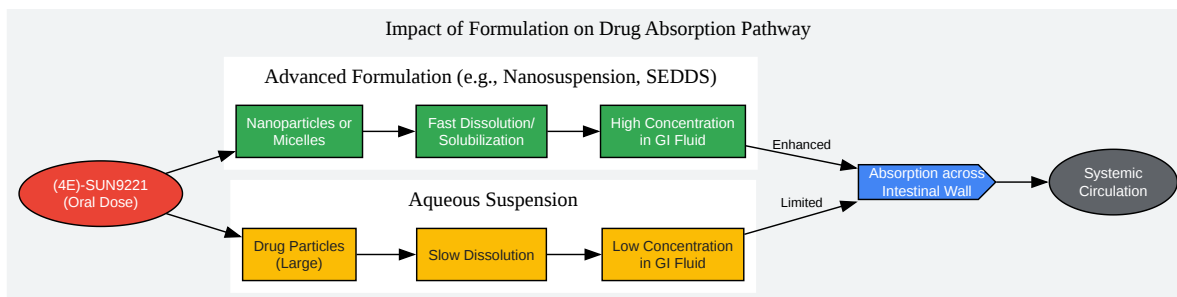 Impact of Formulation on Drug Absorption Pathway
Advanced Formulation (e.g., Nanosuspension, SEDDS)
Nanoparticles or
Micelles
Fast Dissolution/
Solubilization
High Concentration
in GI Fluid
Enhanced
(4E)-SUN9221
(Oral Dose)
Absorption across
Intestinal Wall
Systemic
Circulation
Aqueous Suspension
Limited
Drug Particles
(Large)
Slow Dissolution
Low Concentration
in GI Fluid